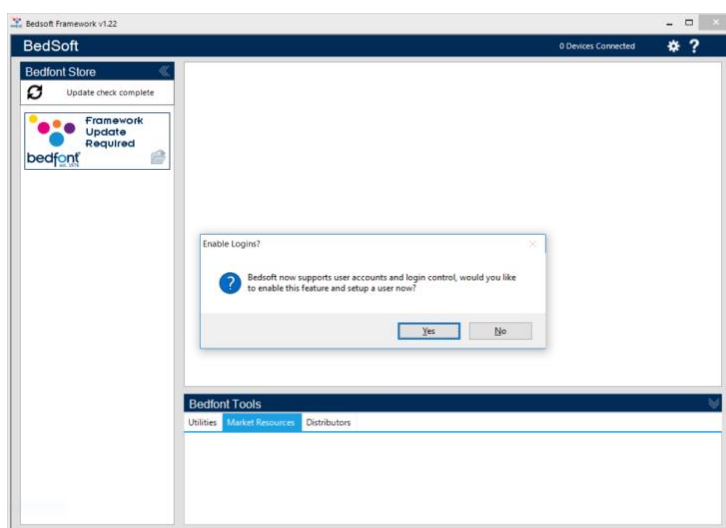 Bedsoft Framework v1.22
BedSoft
0 Devices Connected
?
Bedfont Store
Update check complete
Framework
Update
Required
bedfont
Enable Logins?
?
Bedsoft now supports user accounts and login control, would you like
to enable this feature and setup a user now?
Yes
No
Bedfont Tools
Utilities
Market Resources
Distributors